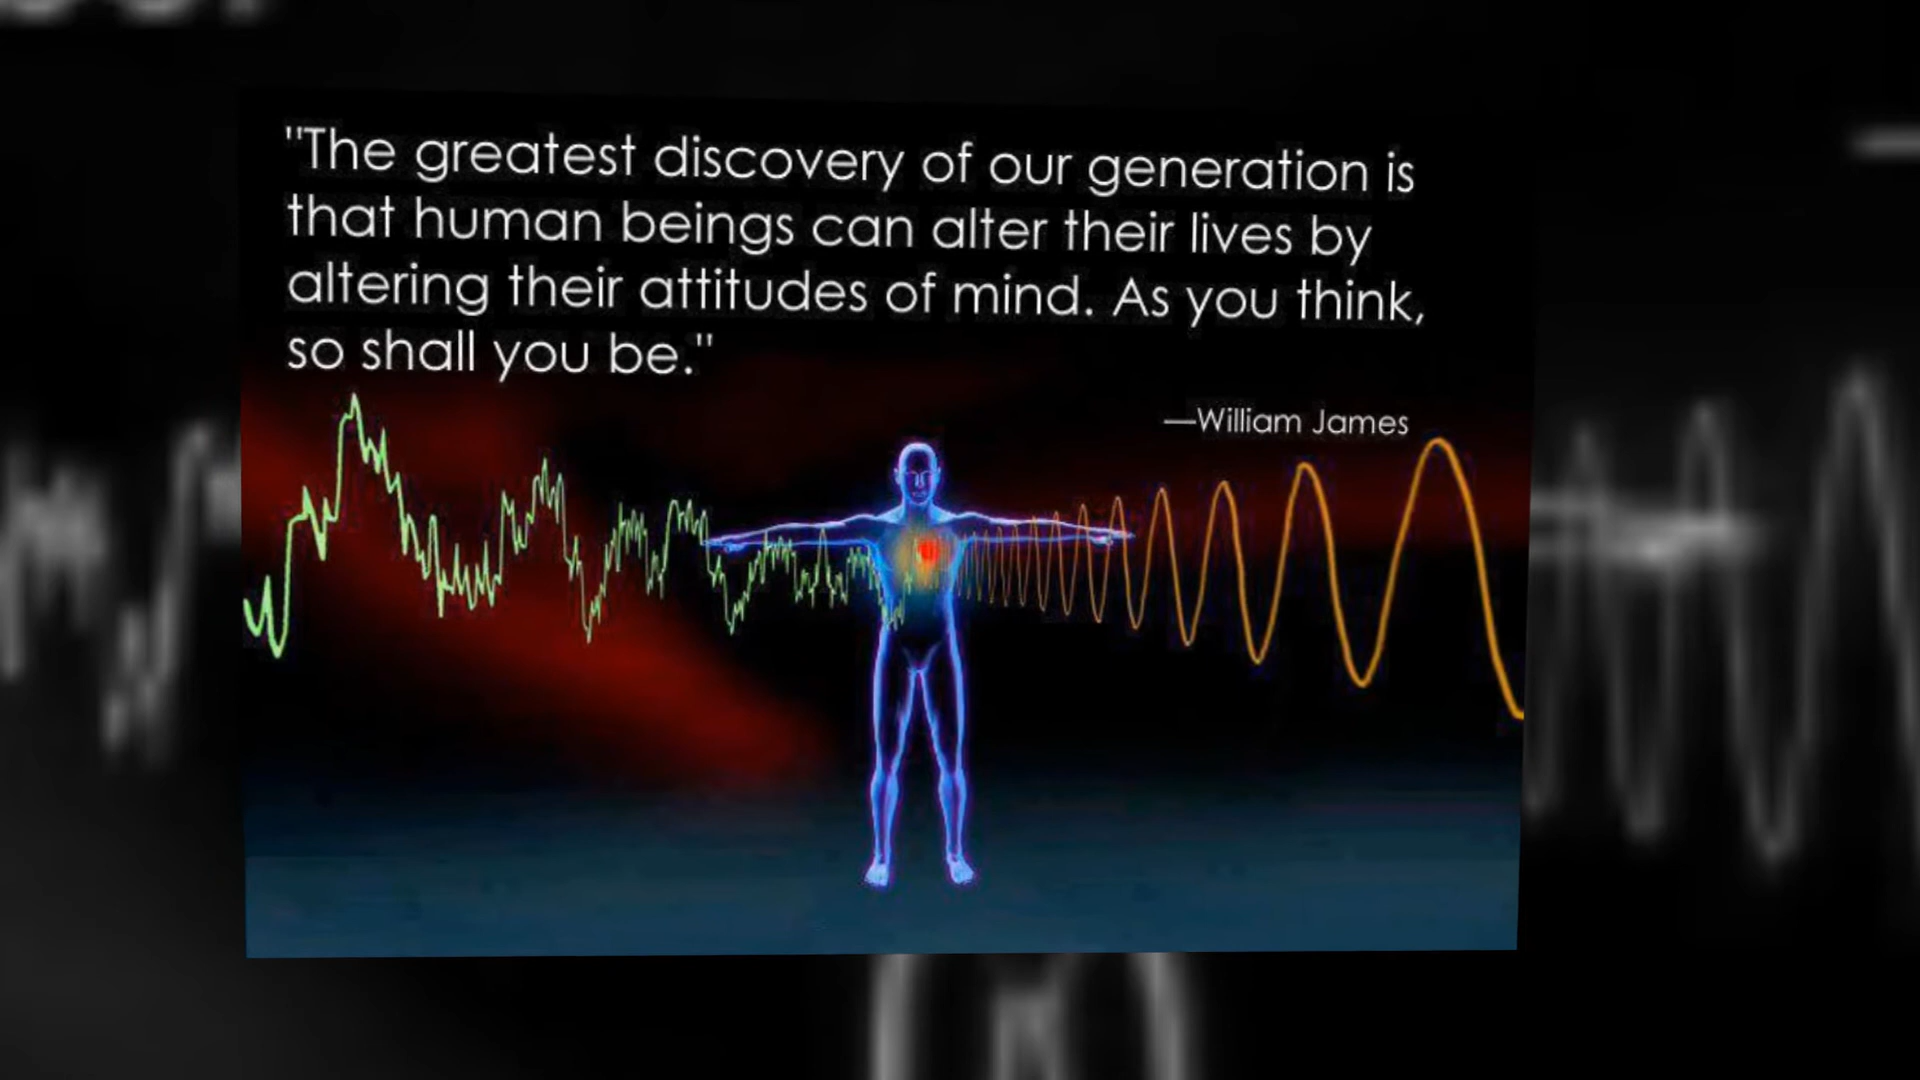 "The greatest discovery of our generation is
that human beings can alter their lives by
altering their attitudes of mind. As you think,
so shall you be."
—William James